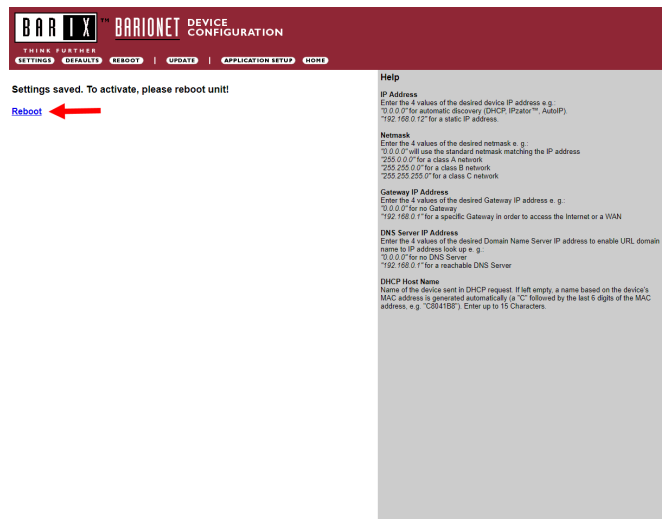 BARIX™ BARIONET DEVICE CONFIGURATION
THINK FURTHER
SETTINGS DEFAULTS REBOOT | UPDATE | APPLICATION SETUP HOME
Settings saved. To activate, please reboot unit!
Reboot
Help
IP Address
Enter the 4 values of the desired device IP address e.g.:
"0.0.0.0" for automatic discovery (DHCP, IPzator™, AutoIP).
"192.168.0.12" for a static IP address.
Netmask
Enter the 4 values of the desired netmask e. g.:
"0.0.0.0" will use the standard netmask matching the IP address
"255.0.0.0" for a class A network
"255.255.0.0" for a class B network
"255.255.255.0" for a class C network
Gateway IP Address
Enter the 4 values of the desired Gateway IP address e. g.:
"0.0.0.0" for no Gateway
"192.168.0.1" for a specific Gateway in order to access the Internet or a WAN
DNS Server IP Address
Enter the 4 values of the desired Domain Name Server IP address to enable URL domain
name to IP address look up e. g.:
"0.0.0.0" for no DNS Server
"192.168.0.1" for a reachable DNS Server
DHCP Host Name
Name of the device sent in DHCP request. If left empty, a name based on the device's
MAC address is generated automatically (a "C" followed by the last 6 digits of the MAC
address, e.g. "C8041B8"). Enter up to 15 Characters.